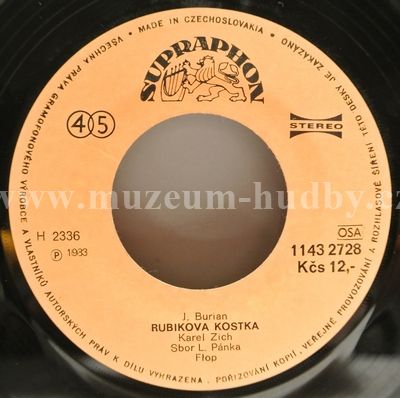 MADE IN CZECHOSLOVAKIA • VŠECHNA PRÁVA GRAMOFONOVÉHO VÝROBCE A VLASTNÍKŮ AUTORSKÝCH PRÁV K DÍLU VYHRAZENA. POŘIZOVÁNÍ KOPIÍ, VEŘEJNÉ PROVOZOVÁNÍ A ROZHLASOVÉ ŠÍŘENÍ TÉTO DESKY JE ZAKÁZÁNO •
SUPRAPHON
45
STEREO
www.muzeum-hudby.cz
H 2336
OSA
℗ 1983
1143 2728
Kčs 12,-
J. Burian
RUBIKOVA KOSTKA
Karel Zich
Sbor L. Pánka
Flop